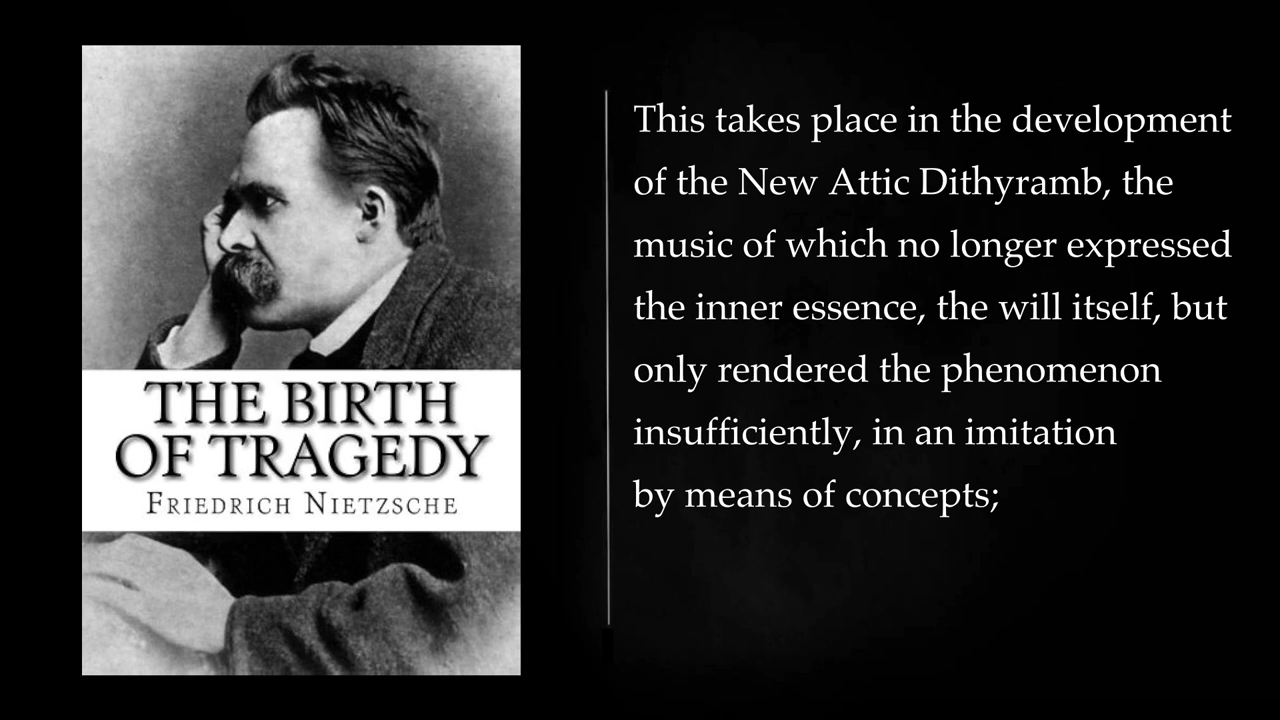 THE BIRTH
OF TRAGEDY
FRIEDRICH NIETZSCHE
This takes place in the development
of the New Attic Dithyramb, the
music of which no longer expressed
the inner essence, the will itself, but
only rendered the phenomenon
insufficiently, in an imitation
by means of concepts;